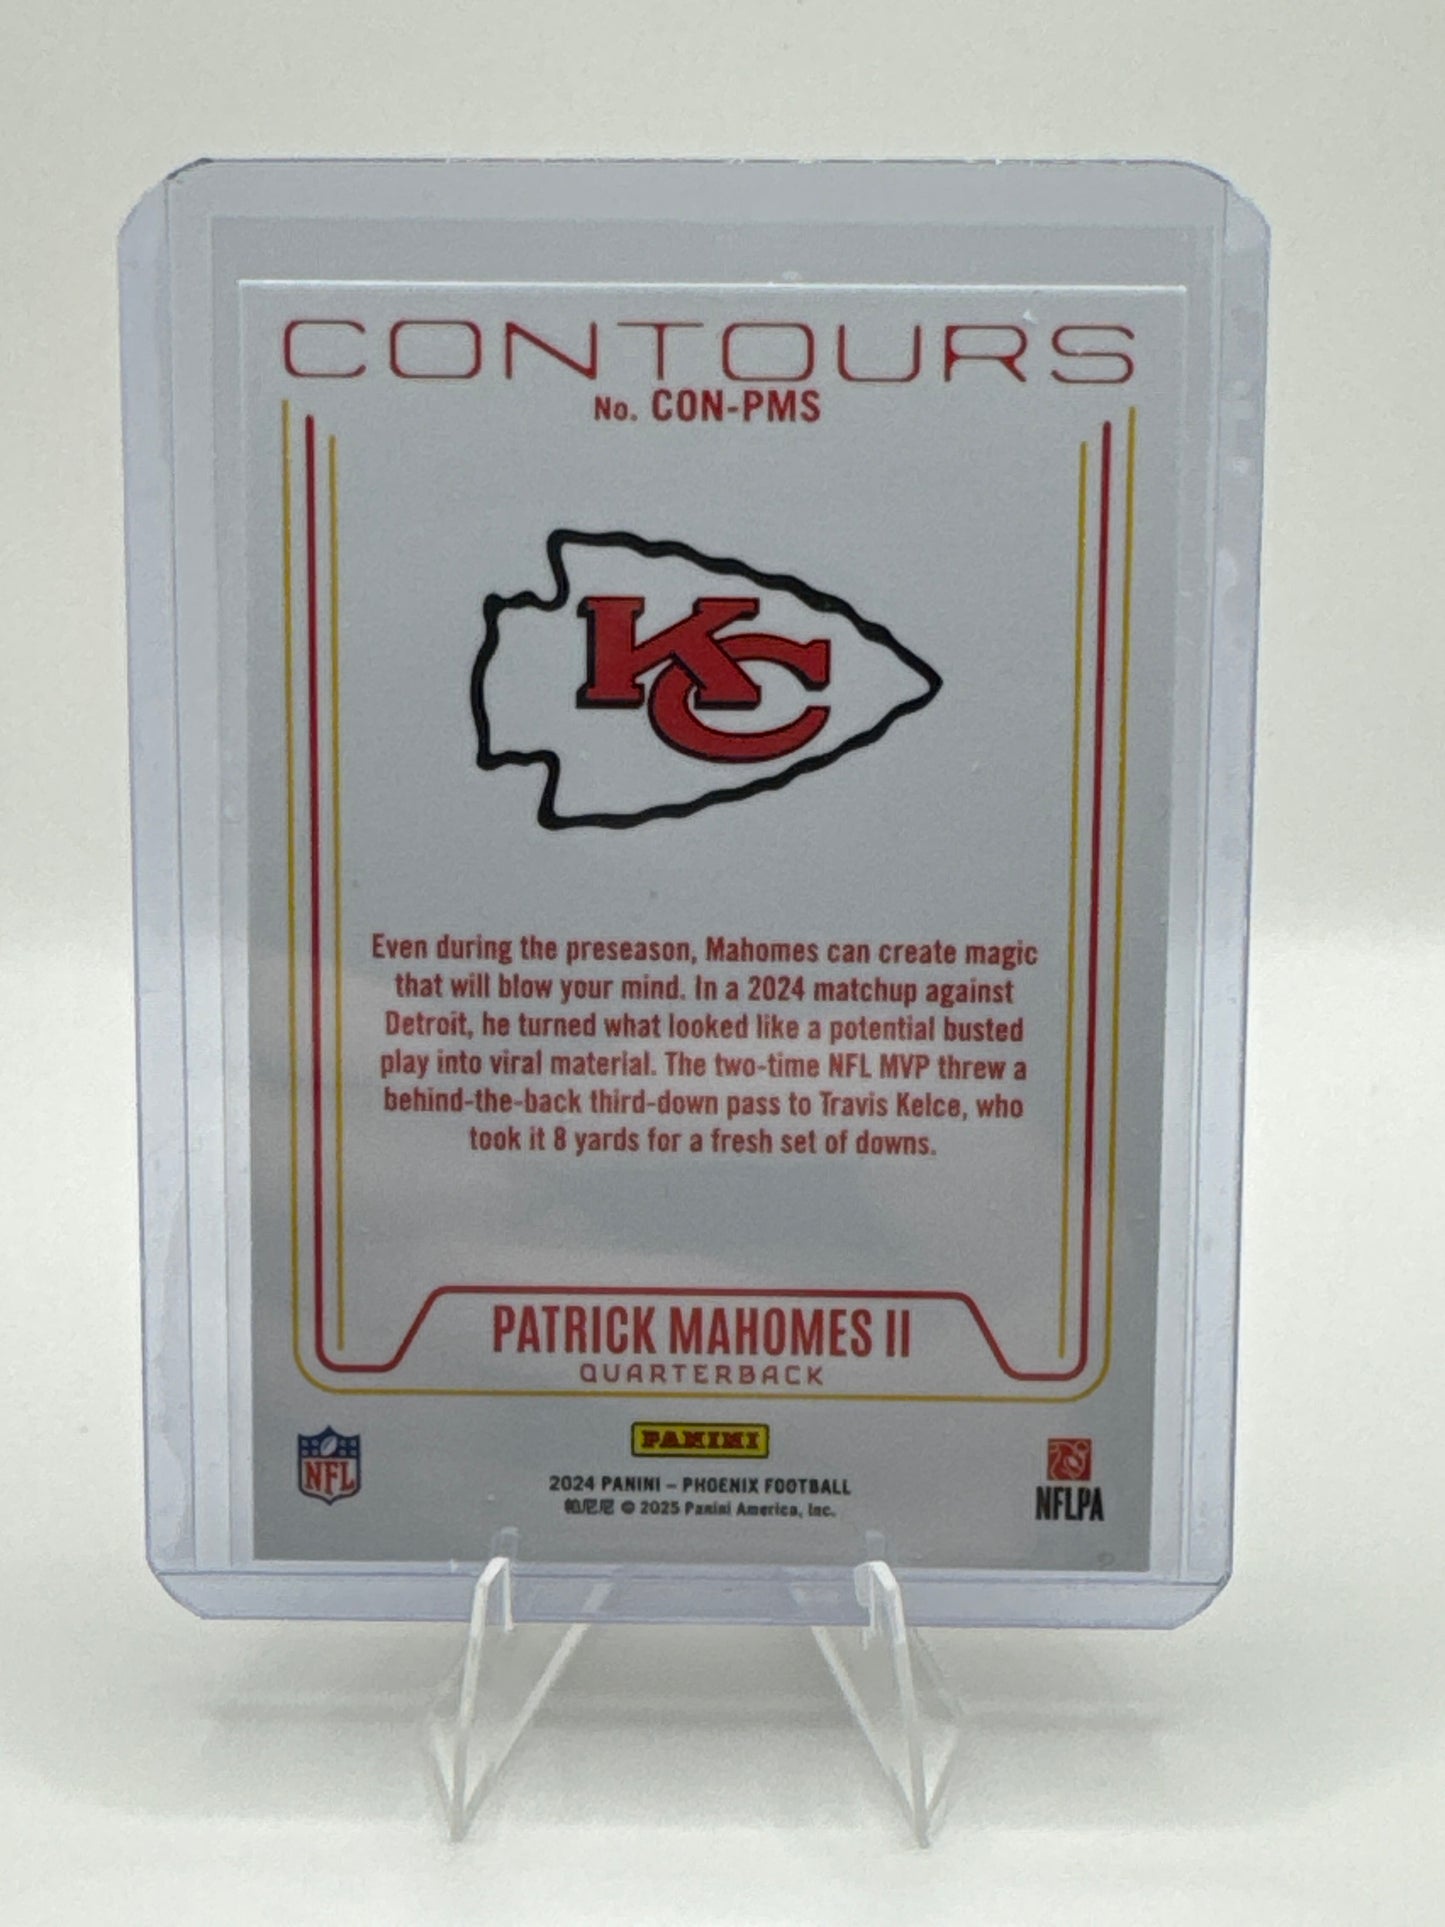 CONTOURS
No. CON-PMS
KC
Even during the preseason, Mahomes can create magic
that will blow your mind. In a 2024 matchup against
Detroit, he turned what looked like a potential busted
play into viral material. The two-time NFL MVP threw a
behind-the-back third-down pass to Travis Kelce, who
took it 8 yards for a fresh set of downs.
PATRICK MAHOMES II
QUARTERBACK
NFL
PANINI
NFLPA
2024 PANINI – PHOENIX FOOTBALL
帕尼尼 © 2025 Panini America, Inc.